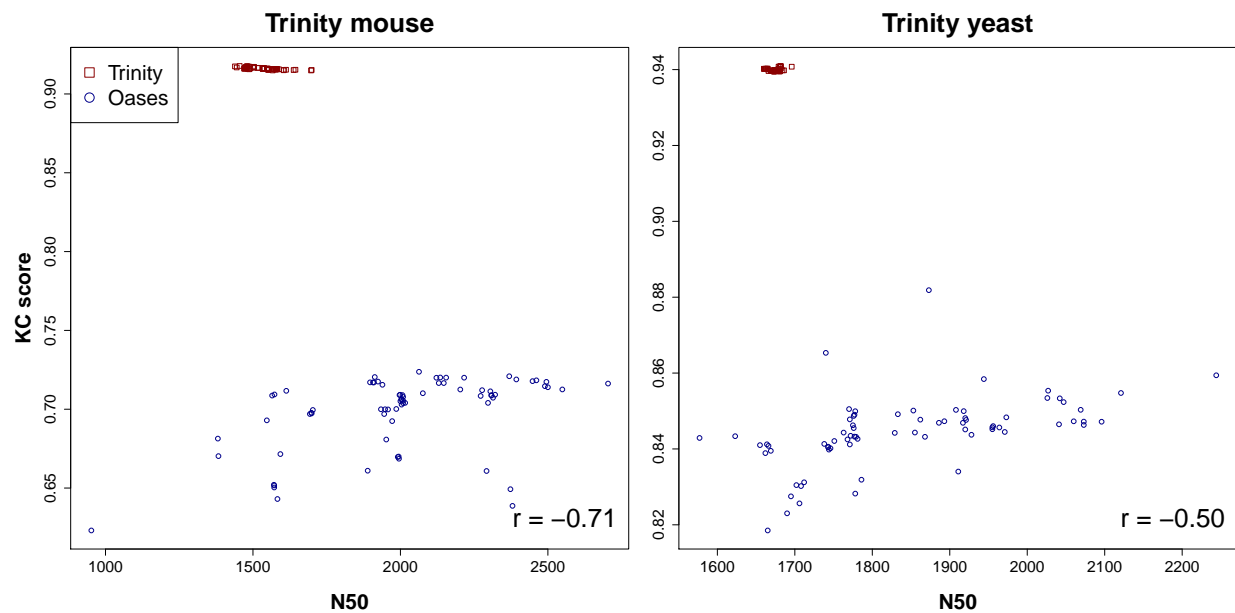 Trinity mouse
Trinity
Oases
KC score
0.65 0.70 0.75 0.80 0.85 0.90
r = −0.71
1000 1500 2000 2500
N50
Trinity yeast
0.82 0.84 0.86 0.88 0.90 0.92 0.94
r = −0.50
1600 1700 1800 1900 2000 2100 2200
N50